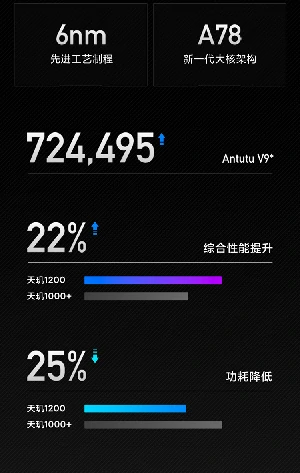 6nm
先进工艺制程
A78
新一代大核架构
724,495
Antutu V9*
22%
综合性能提升
天玑1200
天玑1000+
25%
功耗降低
天玑1200
天玑1000+